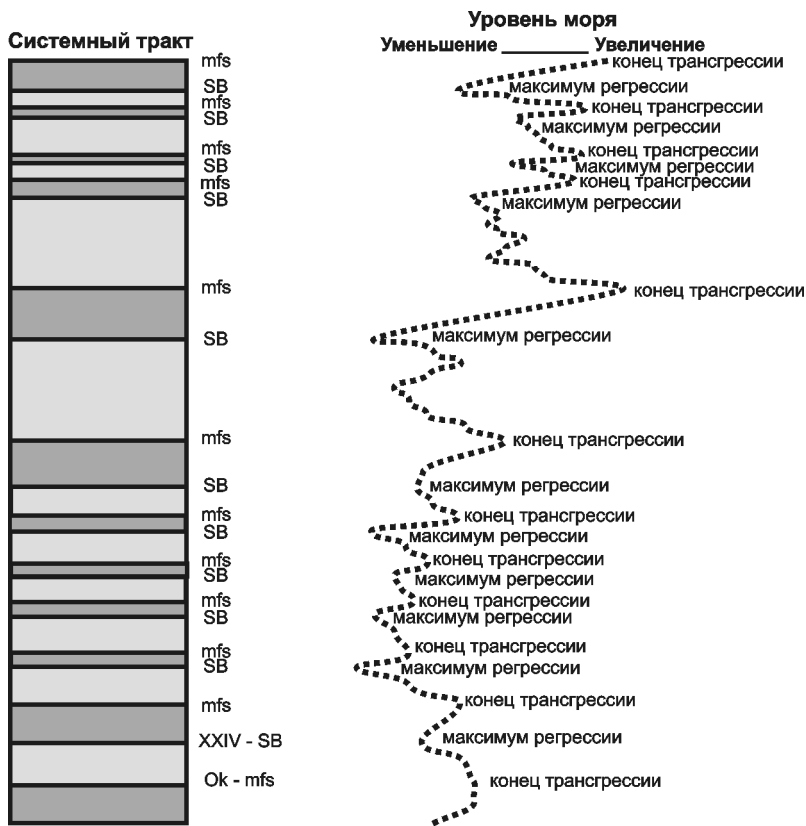 Уровень моря
Системный тракт
Уменьшение Увеличение
mfs конец трансгрессии
SB максимум регрессии
mfs конец трансгрессии
SB максимум регрессии
mfs конец трансгрессии
SB максимум регрессии
mfs конец трансгрессии
SB максимум регрессии
mfs конец трансгрессии
SB максимум регрессии
mfs конец трансгрессии
SB максимум регрессии
mfs конец трансгрессии
SB максимум регрессии
mfs конец трансгрессии
SB максимум регрессии
mfs конец трансгрессии
SB максимум регрессии
mfs конец трансгрессии
SB максимум регрессии
mfs конец трансгрессии
XXIV - SB максимум регрессии
Ok - mfs конец трансгрессии